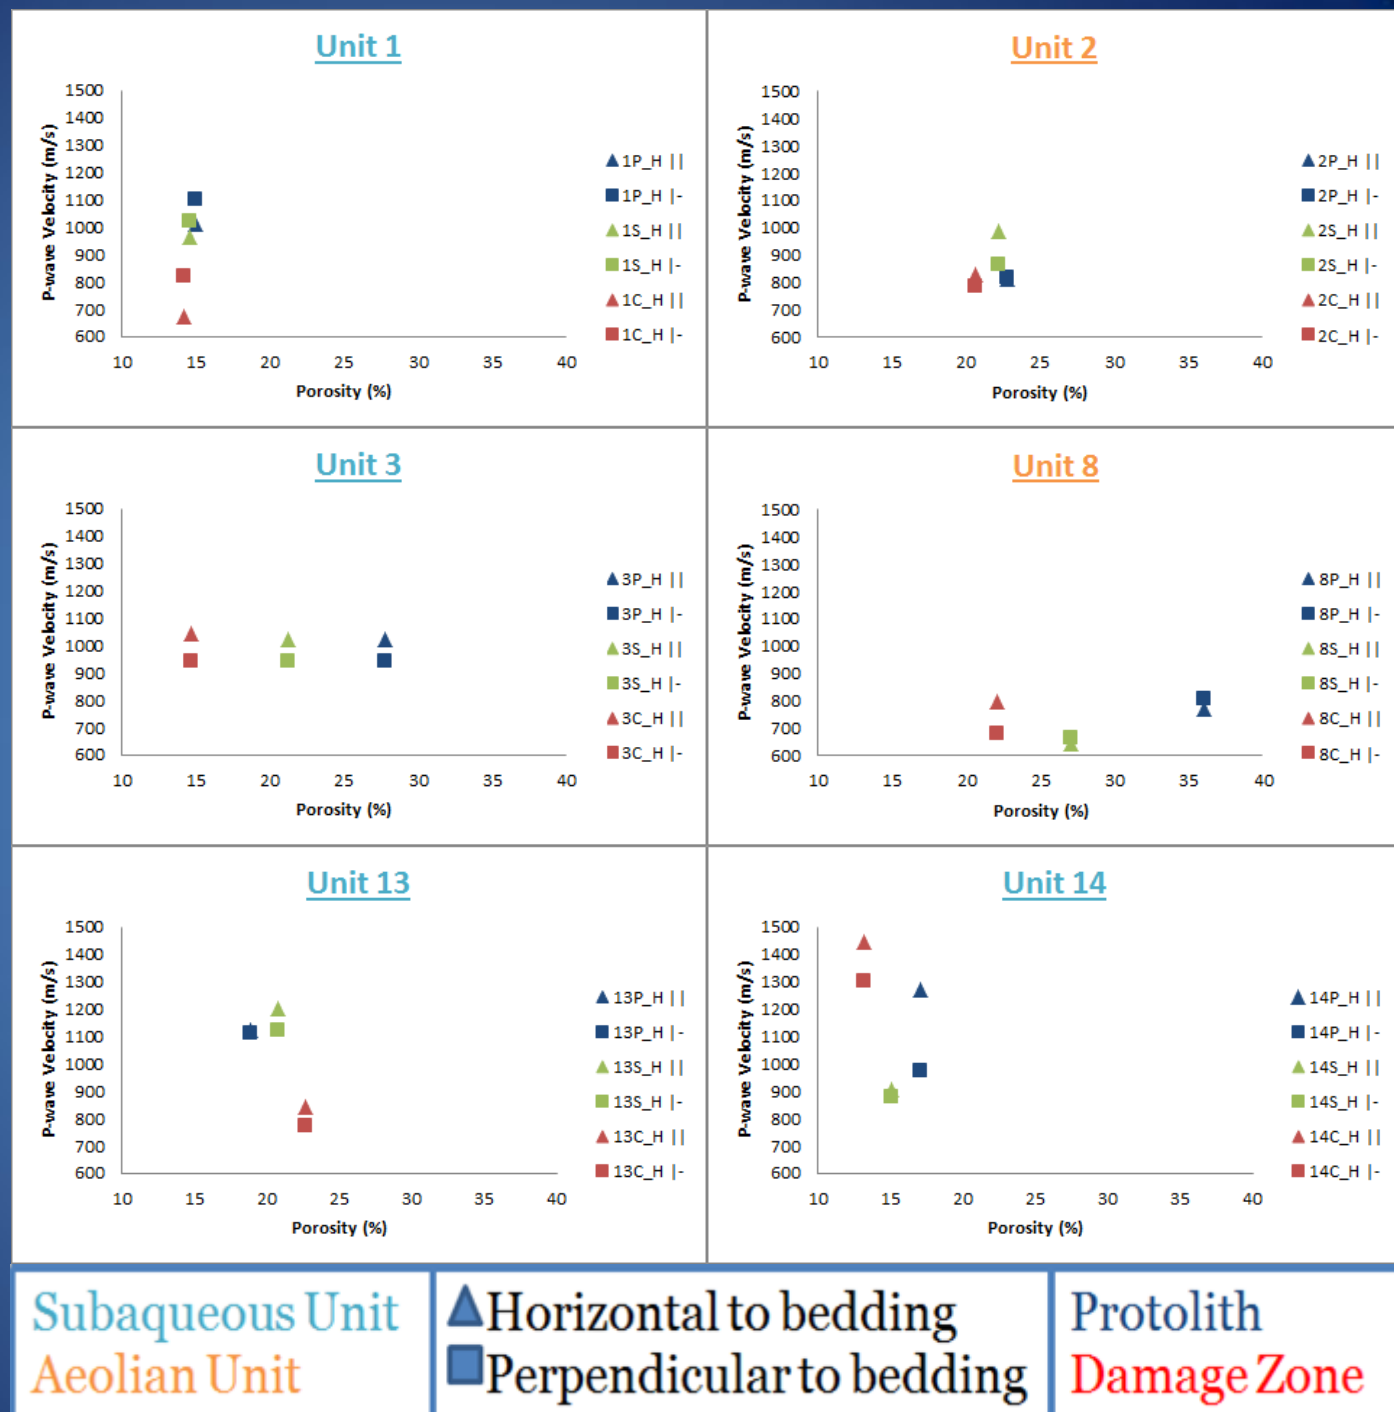 Unit 1
P-wave Velocity (m/s)
1500
1400
1300
1200
1100
1000
900
800
700
600
10 15 20 25 30 35 40
Porosity (%)
1P_H ||
1P_H |-
1S_H ||
1S_H |-
1C_H ||
1C_H |-
Unit 2
P-wave Velocity (m/s)
1500
1400
1300
1200
1100
1000
900
800
700
600
10 15 20 25 30 35 40
Porosity (%)
2P_H ||
2P_H |-
2S_H ||
2S_H |-
2C_H ||
2C_H |-
Unit 3
P-wave Velocity (m/s)
1500
1400
1300
1200
1100
1000
900
800
700
600
10 15 20 25 30 35 40
Porosity (%)
3P_H ||
3P_H |-
3S_H ||
3S_H |-
3C_H ||
3C_H |-
Unit 8
P-wave Velocity (m/s)
1500
1400
1300
1200
1100
1000
900
800
700
600
10 15 20 25 30 35 40
Porosity (%)
8P_H ||
8P_H |-
8S_H ||
8S_H |-
8C_H ||
8C_H |-
Unit 13
P-wave Velocity (m/s)
1500
1400
1300
1200
1100
1000
900
800
700
600
10 15 20 25 30 35 40
Porosity (%)
13P_H ||
13P_H |-
13S_H ||
13S_H |-
13C_H ||
13C_H |-
Unit 14
P-wave Velocity (m/s)
1500
1400
1300
1200
1100
1000
900
800
700
600
10 15 20 25 30 35 40
Porosity (%)
14P_H ||
14P_H |-
14S_H ||
14S_H |-
14C_H ||
14C_H |-
Subaqueous Unit
Aeolian Unit
Horizontal to bedding
Perpendicular to bedding
Protolith
Damage Zone